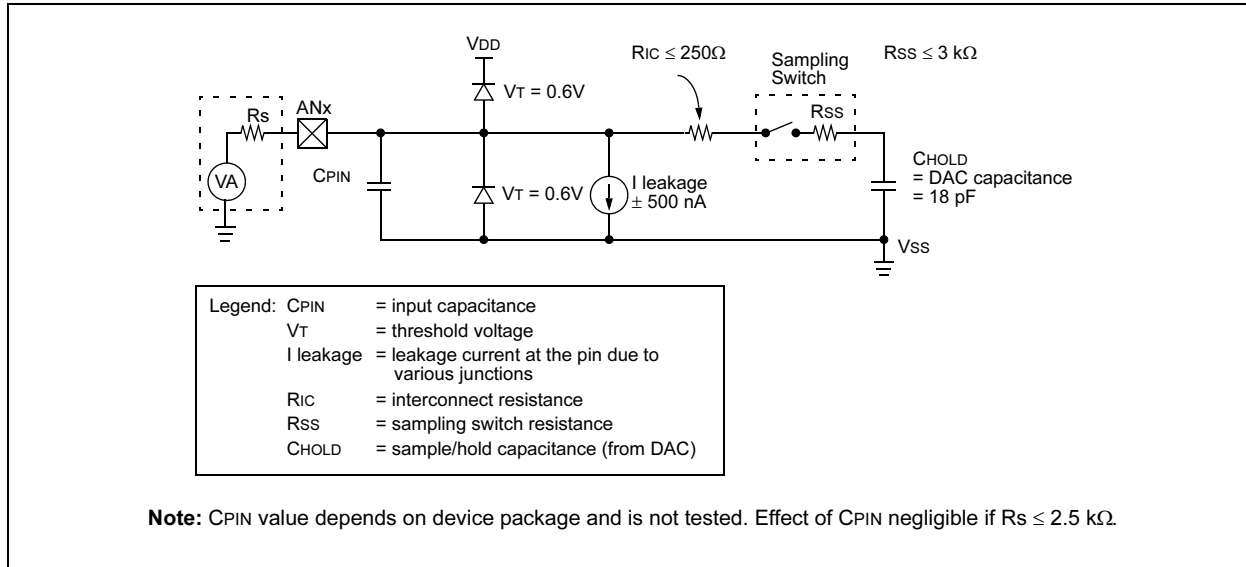 VDD
RIC ≤ 250Ω
Sampling
Switch
RSS ≤ 3 kΩ
VT = 0.6V
Rs
ANx
RSS
VA
CPIN
VT = 0.6V
I leakage
± 500 nA
CHOLD
= DAC capacitance
= 18 pF
VSS
Legend: CPIN = input capacitance
VT = threshold voltage
I leakage = leakage current at the pin due to
various junctions
RIC = interconnect resistance
RSS = sampling switch resistance
CHOLD = sample/hold capacitance (from DAC)
Note: CPIN value depends on device package and is not tested. Effect of CPIN negligible if Rs ≤ 2.5 kΩ.